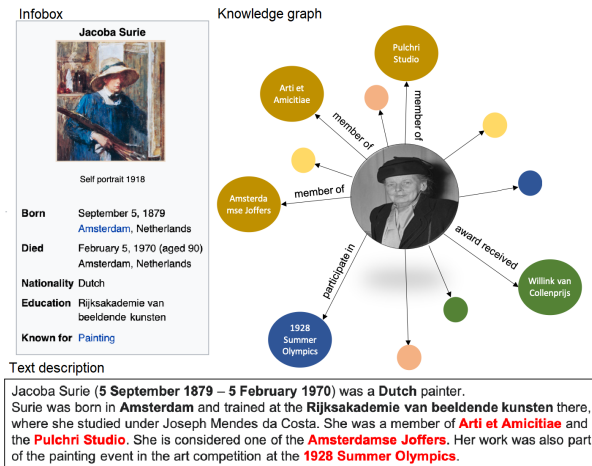 Infobox
Knowledge graph
Jacoba Surie
Self portrait 1918
Born September 5, 1879
Amsterdam, Netherlands
Died February 5, 1970 (aged 90)
Amsterdam, Netherlands
Nationality Dutch
Education Rijksakademie van
beeldende kunsten
Known for Painting
Pulchri
Studio
Arti et
Amicitiae
member of
member of
Amsterda
mse Joffers
member of
award received
Willink van
Collenprijs
participate in
1928
Summer
Olympics
Text description
Jacoba Surie (5 September 1879 – 5 February 1970) was a Dutch painter.
Surie was born in Amsterdam and trained at the Rijksakademie van beeldende kunsten there,
where she studied under Joseph Mendes da Costa. She was a member of Arti et Amicitiae and
the Pulchri Studio. She is considered one of the Amsterdamse Joffers. Her work was also part
of the painting event in the art competition at the 1928 Summer Olympics.